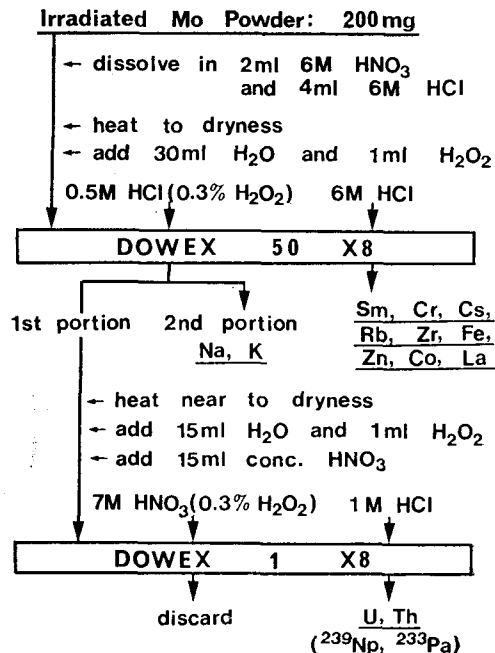 Irradiated Mo Powder: 200mg
← dissolve in 2ml 6M HNO₃
and 4ml 6M HCl
← heat to dryness
← add 30ml H₂O and 1ml H₂O₂
0.5M HCl(0.3% H₂O₂) 6M HCl
DOWEX 50 X8
1st portion 2nd portion
Na, K
Sm, Cr, Cs,
Rb, Zr, Fe,
Zn, Co, La
← heat near to dryness
← add 15ml H₂O and 1ml H₂O₂
← add 15ml conc. HNO₃
7M HNO₃(0.3% H₂O₂) 1M HCl
DOWEX 1 X8
discard
U, Th
(²³⁹Np, ²³³Pa)